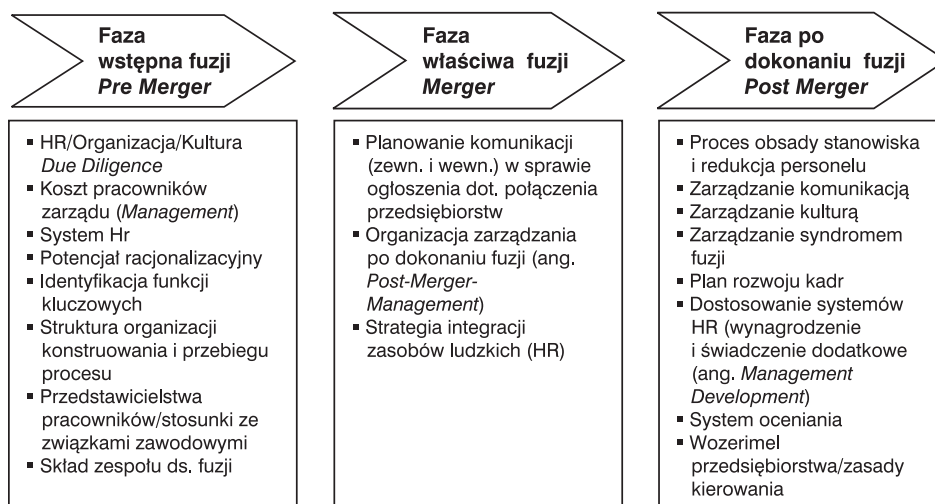 Faza
wstępna fuzji
Pre Merger
▪ HR/Organizacja/Kultura
Due Diligence
▪ Koszt pracowników
zarządu (Management)
▪ System Hr
▪ Potencjał racjonalizacyjny
▪ Identyfikacja funkcji
kluczowych
▪ Struktura organizacji
konstruowania i przebiegu
procesu
▪ Przedstawicielstwa
pracowników/stosunki ze
związkami zawodowymi
▪ Skład zespołu ds. fuzji
Faza
właściwa fuzji
Merger
▪ Planowanie komunikacji
(zewn. i wewn.) w sprawie
ogłoszenia dot. połączenia
przedsiębiorstw
▪ Organizacja zarządzania
po dokonaniu fuzji (ang.
Post-Merger-
Management)
▪ Strategia integracji
zasobów ludzkich (HR)
Faza po
dokonaniu fuzji
Post Merger
▪ Proces obsady stanowiska
i redukcja personelu
▪ Zarządzanie komunikacją
▪ Zarządzanie kulturą
▪ Zarządzanie syndromem
fuzji
▪ Plan rozwoju kadr
▪ Dostosowanie systemów
HR (wynagrodzenie
i świadczenie dodatkowe
(ang. Management
Development)
▪ System oceniania
▪ Wozerimel
przedsiębiorstwa/zasady
kierowania